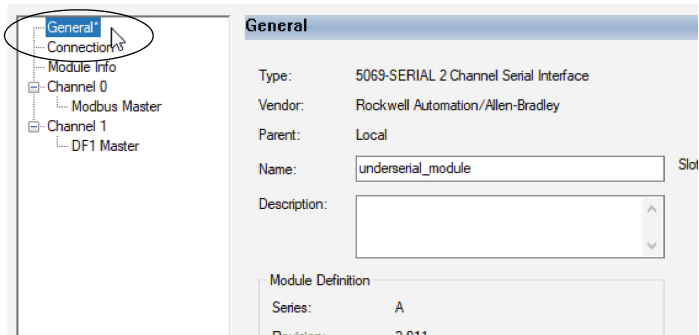 General*
Connection
Module Info
Channel 0
Modbus Master
Channel 1
DF1 Master
General
Type: 5069-SERIAL 2 Channel Serial Interface
Vendor: Rockwell Automation/Allen-Bradley
Parent: Local
Name: underserial_module Slot
Description:
Module Definition
Series: A